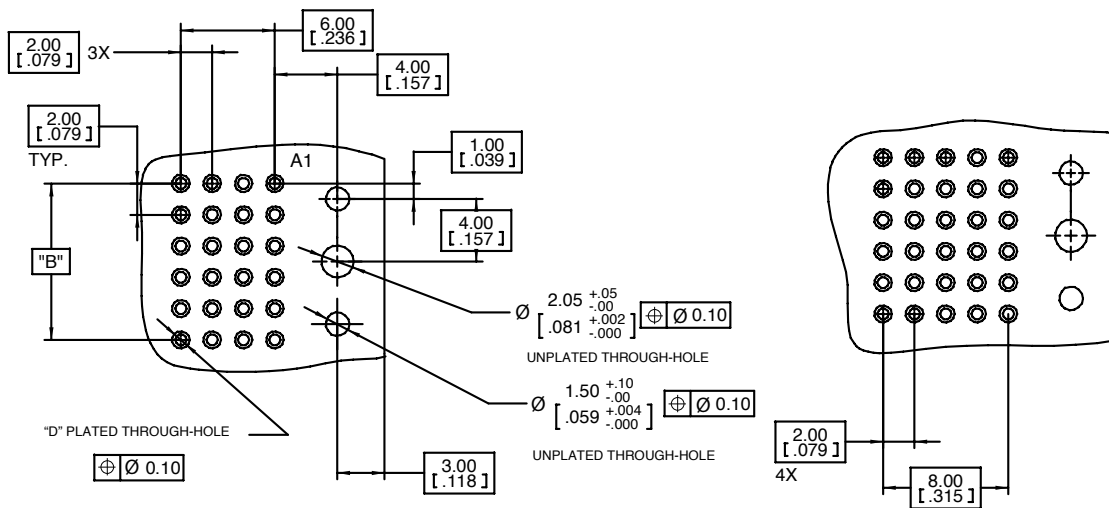 6.00
[.236]
2.00
[.079]
3X
4.00
[.157]
2.00
[.079]
TYP.
A1
1.00
[.039]
4.00
[.157]
"B"
Ø 2.05 +.05 -.00
[.081 +.002 -.000]
⌖ Ø 0.10
UNPLATED THROUGH-HOLE
Ø 1.50 +.10 -.00
[.059 +.004 -.000]
⌖ Ø 0.10
UNPLATED THROUGH-HOLE
“D” PLATED THROUGH-HOLE
⌖ Ø 0.10
3.00
[.118]
2.00
[.079]
4X
8.00
[.315]